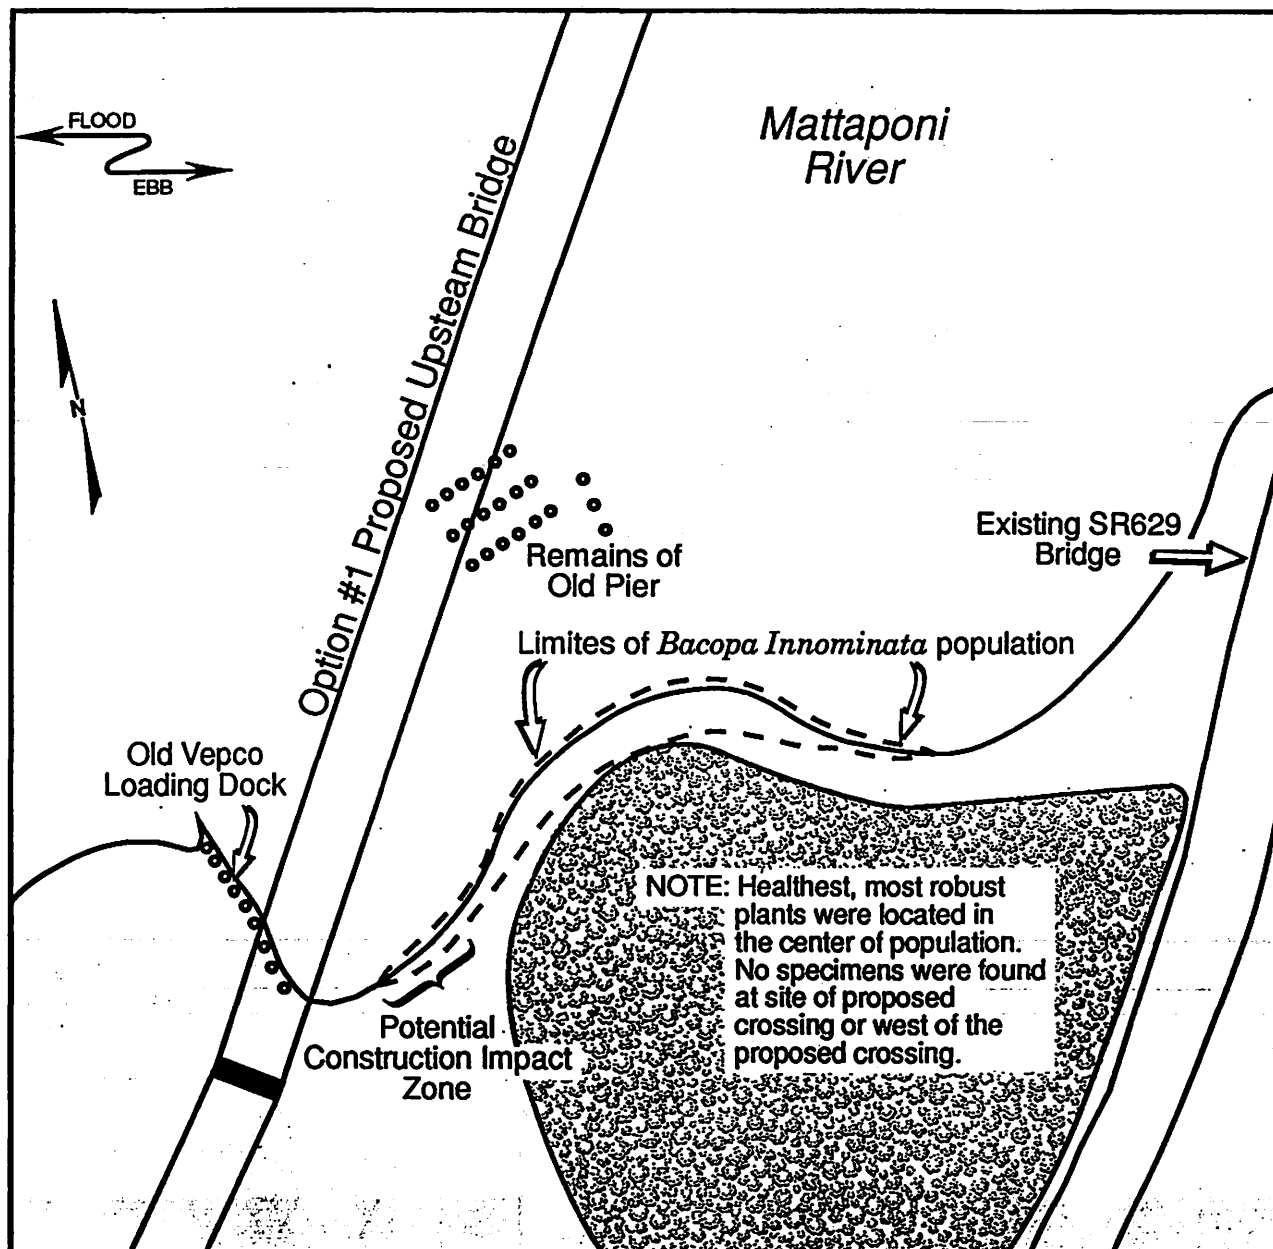 FLOOD
EBB
Mattaponi
River
N
Option #1 Proposed Upsteam Bridge
Remains of
Old Pier
Existing SR629
Bridge
Limites of Bacopa Innominata population
Old Vepco
Loading Dock
NOTE: Healthest, most robust
plants were located in
the center of population.
No specimens were found
at site of proposed
crossing or west of the
proposed crossing.
Potential
Construction Impact
Zone